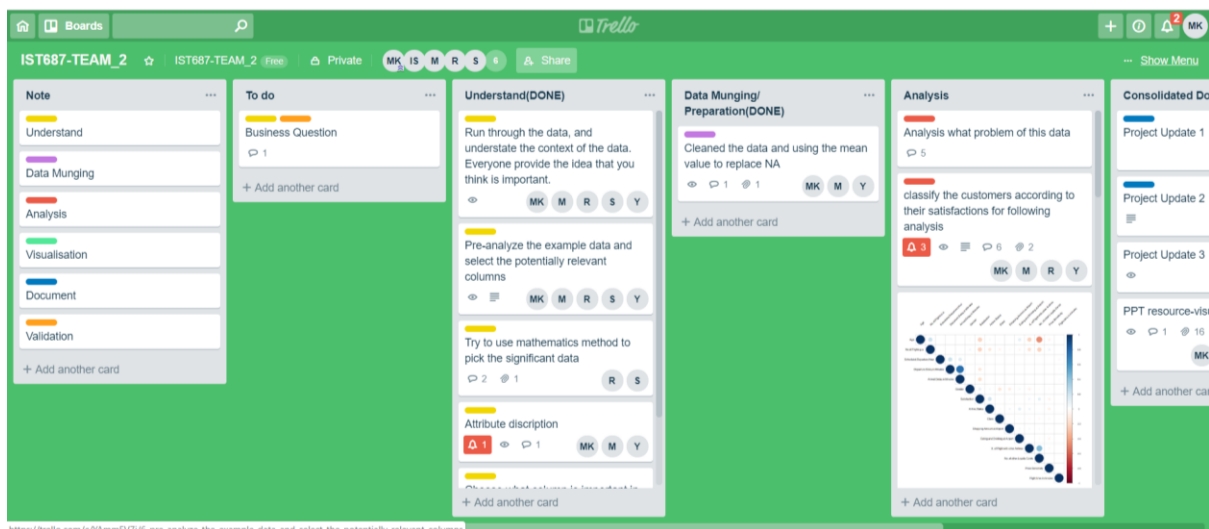 Boards
Trello
2
MK
IST687-TEAM_2
IST687-TEAM_2 Free
Private
MK IS M R S 6
Share
... Show Menu
Note
Understand
Data Munging
Analysis
Visualisation
Document
Validation
+ Add another card
To do
Business Question
1
+ Add another card
Understand(DONE)
Run through the data, and
understate the context of the data.
Everyone provide the idea that you
think is important.
MK M R S Y
Pre-analyze the example data and
select the potentially relevant
columns
MK M R S Y
Try to use mathematics method to
pick the significant data
2 1
R S
Attribute discription
1 1
MK M Y
+ Add another card
Data Munging/
Preparation(DONE)
Cleaned the data and using the mean
value to replace NA
1 1
MK M Y
+ Add another card
Analysis
Analysis what problem of this data
5
classify the customers according to
their satisfactions for following
analysis
3 6 2
MK M R Y
+ Add another card
Consolidated Do
Project Update 1
Project Update 2
Project Update 3
PPT resource-visu
1 16
MK
+ Add another car